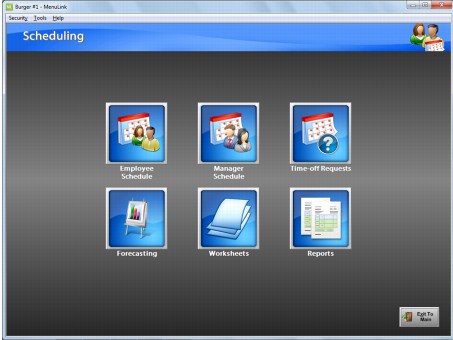 Burger #1 - MenuLink
Security Tools Help
Scheduling
Employee
Schedule
Manager
Schedule
Time-off Requests
Forecasting
Worksheets
Reports
Exit To
Main